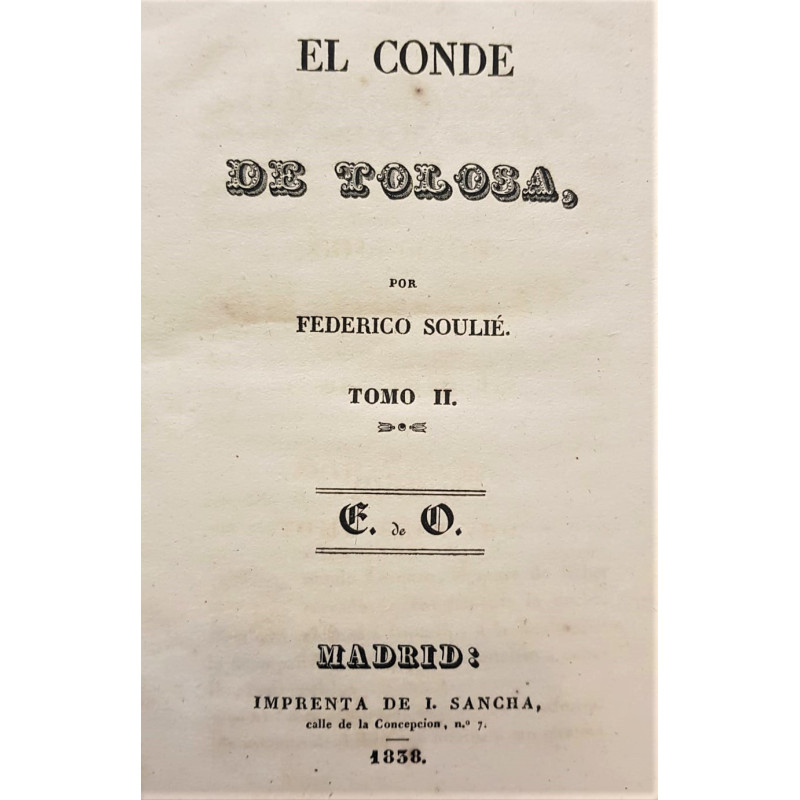 EL CONDE
DE TOLOSA,
POR
FEDERICO SOULIÉ.
TOMO II.
E. de O.
MADRID:
IMPRENTA DE I. SANCHA,
calle de la Concepcion, n.º 7.
1838.